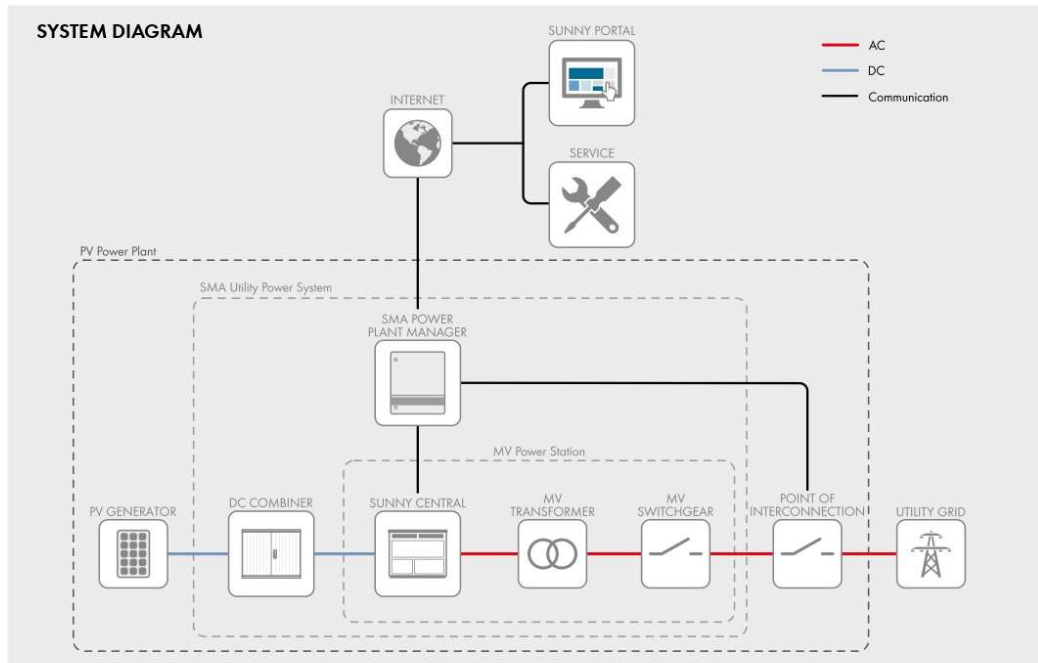 SYSTEM DIAGRAM
SUNNY PORTAL
AC
DC
Communication
INTERNET
SERVICE
PV Power Plant
SMA Utility Power System
SMA POWER
PLANT MANAGER
MV Power Station
PV GENERATOR
DC COMBINER
SUNNY CENTRAL
MV
TRANSFORMER
MV
SWITCHGEAR
POINT OF
INTERCONNECTION
UTILITY GRID